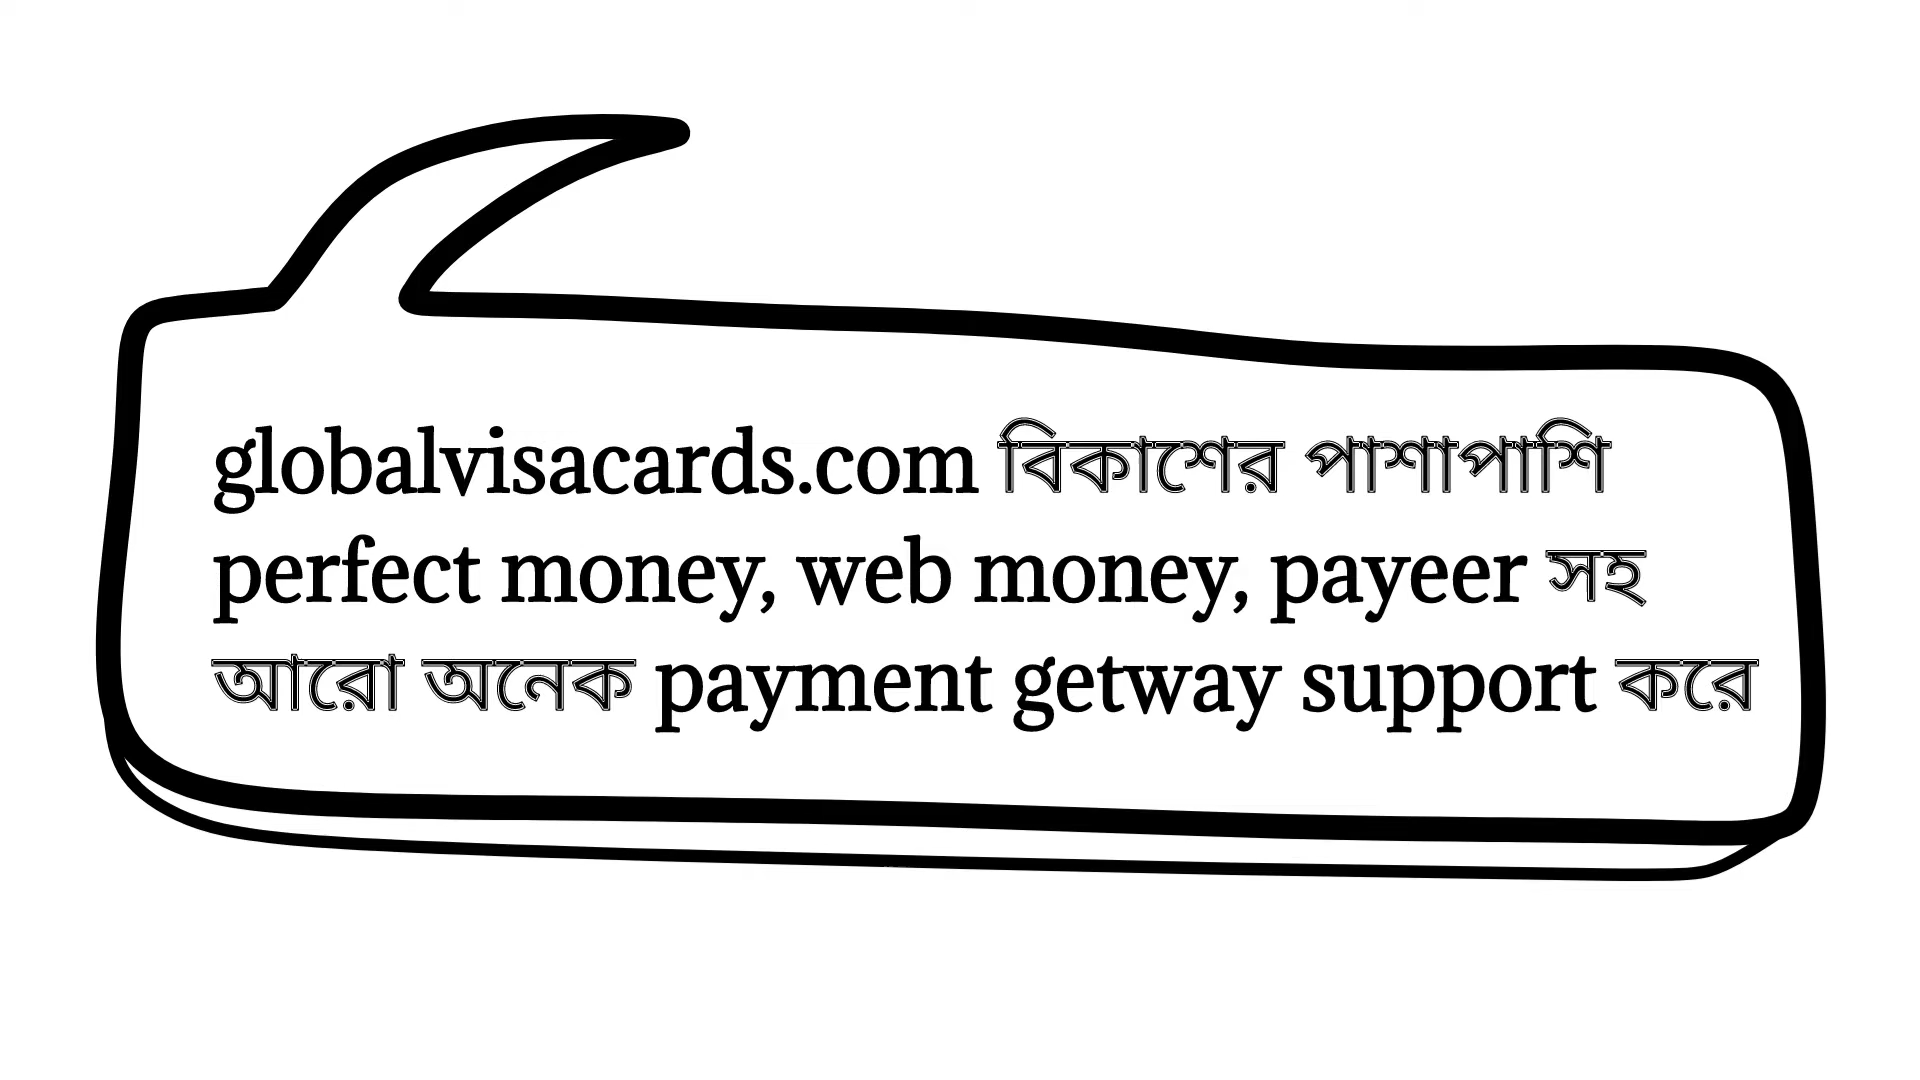 globalvisacards.com বিকাশের পাশাপাশি
perfect money, web money, payeer সহ
আরো অনেক payment getway support করে